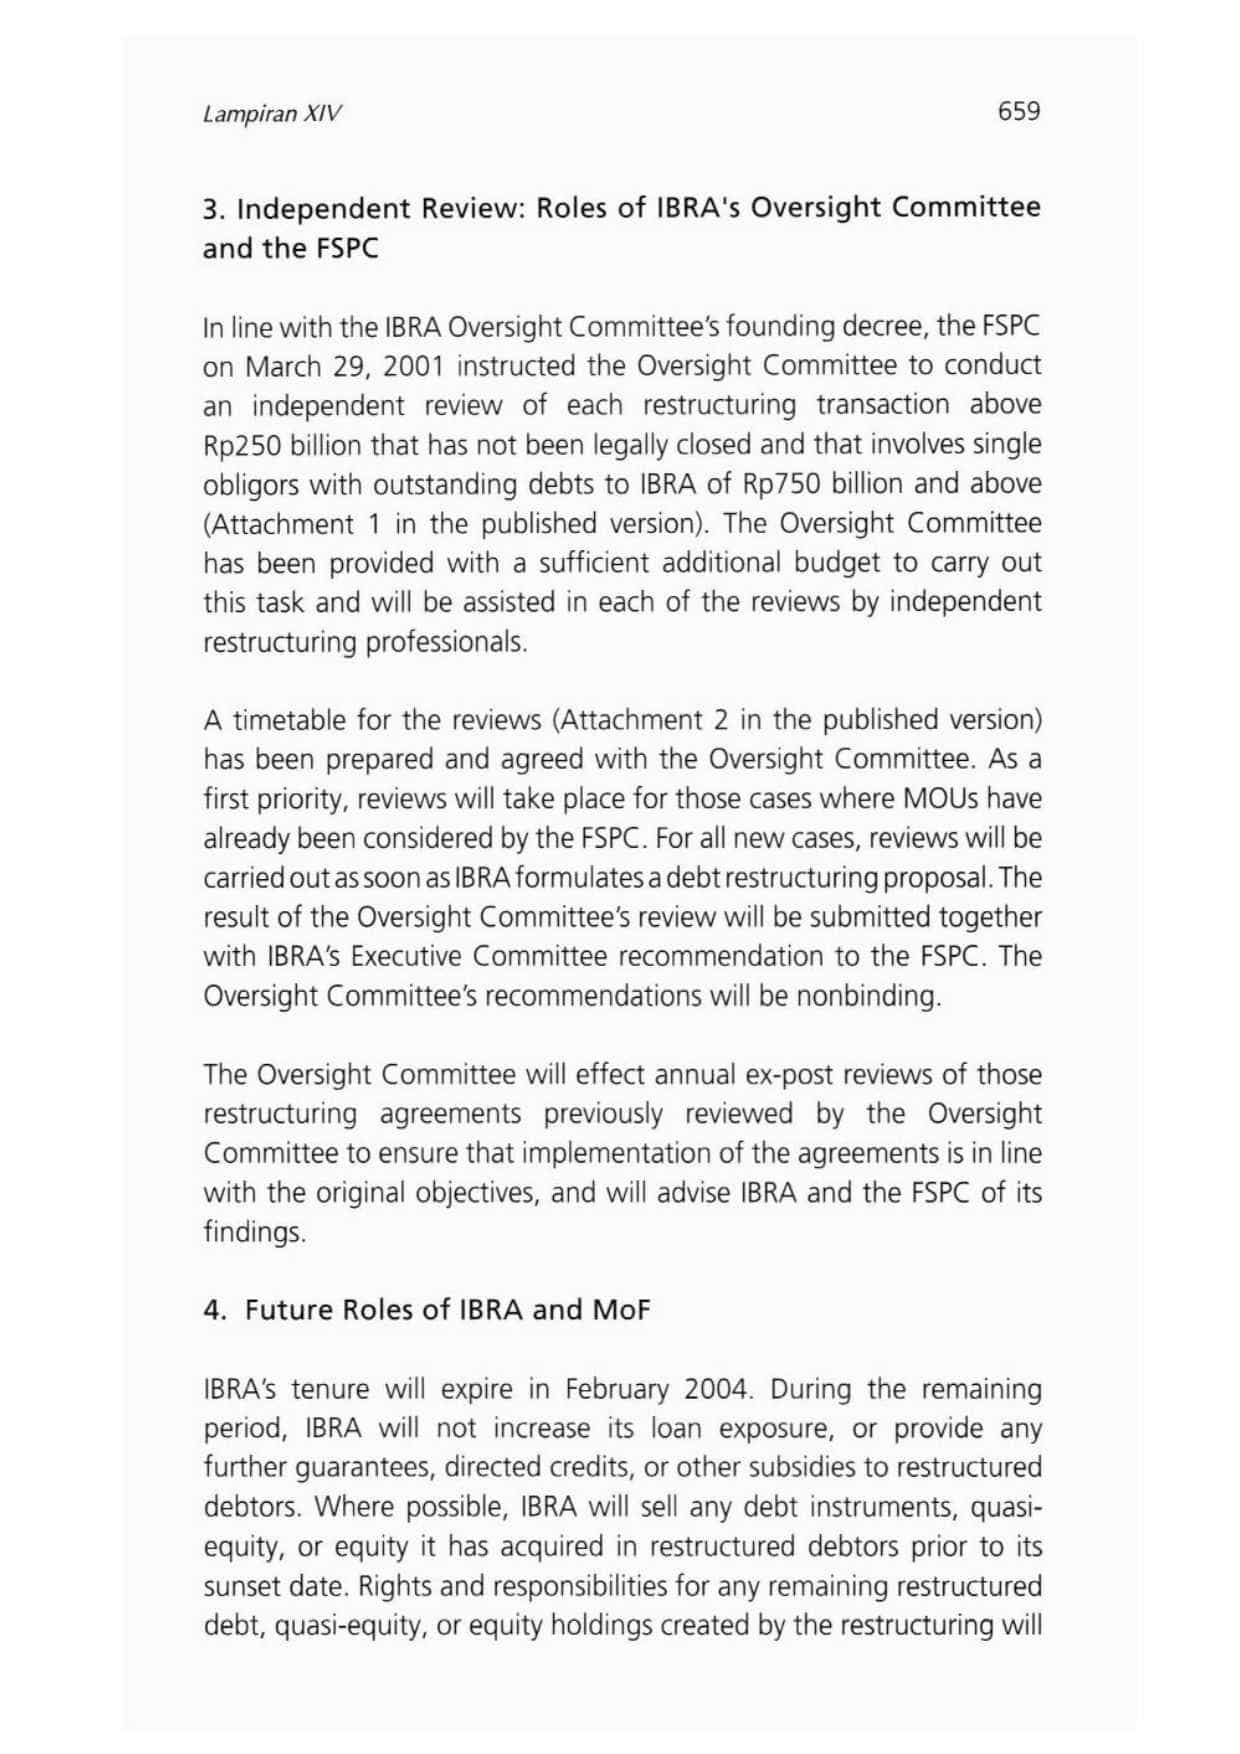 Lampiran XIV
659
3. Independent Review: Roles of IBRA's Oversight Committee
and the FSPC
In line with the IBRA Oversight Committee's founding decree, the FSPC
on March 29, 2001 instructed the Oversight Committee to conduct
an independent review of each restructuring transaction above
Rp250 billion that has not been legally closed and that involves single
obligors with outstanding debts to IBRA of Rp750 billion and above
(Attachment 1 in the published version). The Oversight Committee
has been provided with a sufficient additional budget to carry out
this task and will be assisted in each of the reviews by independent
restructuring professionals.
A timetable for the reviews (Attachment 2 in the published version)
has been prepared and agreed with the Oversight Committee. As a
first priority, reviews will take place for those cases where MOUs have
already been considered by the FSPC. For all new cases, reviews will be
carried out as soon as IBRA formulates a debt restructuring proposal. The
result of the Oversight Committee's review will be submitted together
with IBRA's Executive Committee recommendation to the FSPC. The
Oversight Committee's recommendations will be nonbinding.
The Oversight Committee will effect annual ex-post reviews of those
restructuring agreements previously reviewed by the Oversight
Committee to ensure that implementation of the agreements is in line
with the original objectives, and will advise IBRA and the FSPC of its
findings.
4. Future Roles of IBRA and MoF
IBRA's tenure will expire in February 2004. During the remaining
period, IBRA will not increase its loan exposure, or provide any
further guarantees, directed credits, or other subsidies to restructured
debtors. Where possible, IBRA will sell any debt instruments, quasi-
equity, or equity it has acquired in restructured debtors prior to its
sunset date. Rights and responsibilities for any remaining restructured
debt, quasi-equity, or equity holdings created by the restructuring will